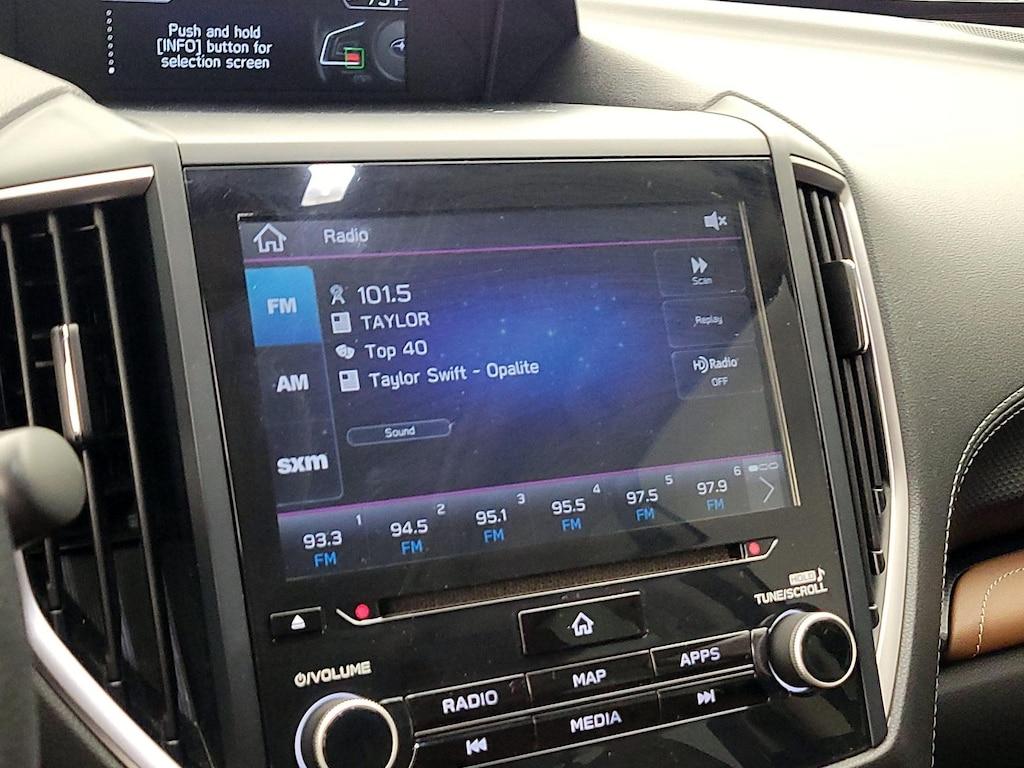 Push and hold
[INFO] button for
selection screen
Radio
FM
101.5
TAYLOR
Top 40
Taylor Swift - Opalite
AM
sxm
Sound
Scan
Replay
HD Radio
OFF
1 2 3 4 5 6
93.3 94.5 95.1 95.5 97.5 97.9
FM FM FM FM FM FM
HOLD
TUNE/SCROLL
VOLUME
RADIO MAP APPS
MEDIA